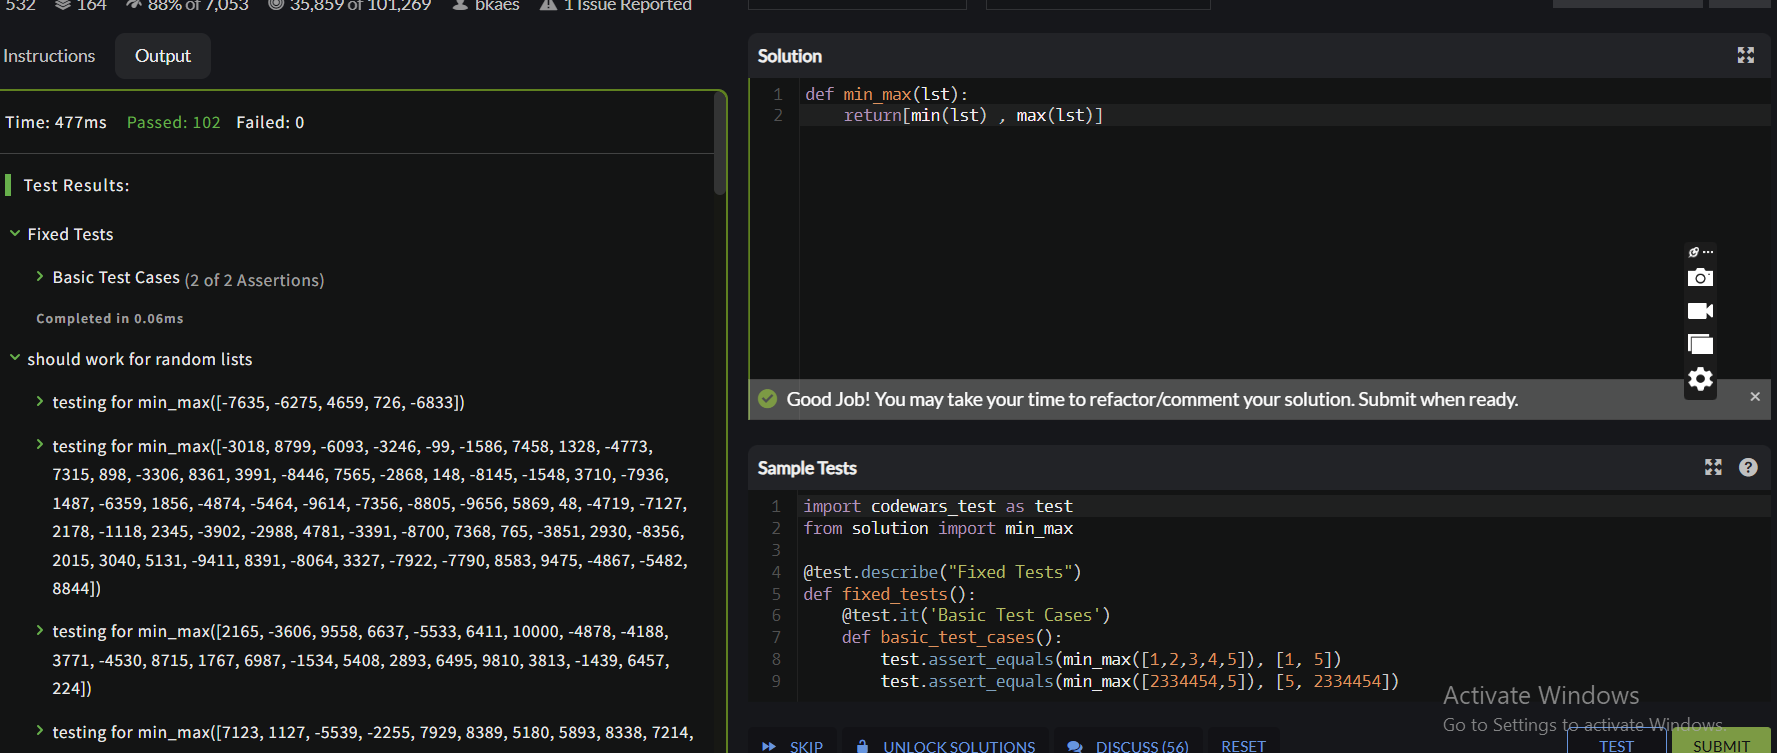 532 164 88% of 7,053 35,859 of 101,269 bkaes 1 Issue Reported
Instructions Output
Time: 477ms Passed: 102 Failed: 0
Test Results:
Fixed Tests
Basic Test Cases (2 of 2 Assertions)
Completed in 0.06ms
should work for random lists
testing for min_max([-7635, -6275, 4659, 726, -6833])
testing for min_max([-3018, 8799, -6093, -3246, -99, -1586, 7458, 1328, -4773,
7315, 898, -3306, 8361, 3991, -8446, 7565, -2868, 148, -8145, -1548, 3710, -7936,
1487, -6359, 1856, -4874, -5464, -9614, -7356, -8805, -9656, 5869, 48, -4719, -7127,
2178, -1118, 2345, -3902, -2988, 4781, -3391, -8700, 7368, 765, -3851, 2930, -8356,
2015, 3040, 5131, -9411, 8391, -8064, 3327, -7922, -7790, 8583, 9475, -4867, -5482,
8844])
testing for min_max([2165, -3606, 9558, 6637, -5533, 6411, 10000, -4878, -4188,
3771, -4530, 8715, 1767, 6987, -1534, 5408, 2893, 6495, 9810, 3813, -1439, 6457,
224])
testing for min_max([7123, 1127, -5539, -2255, 7929, 8389, 5180, 5893, 8338, 7214,
Solution
1 def min_max(lst):
2 return[min(lst) , max(lst)]
Good Job! You may take your time to refactor/comment your solution. Submit when ready.
Sample Tests
1 import codewars_test as test
2 from solution import min_max
3
4 @test.describe("Fixed Tests")
5 def fixed_tests():
6 @test.it('Basic Test Cases')
7 def basic_test_cases():
8 test.assert_equals(min_max([1,2,3,4,5]), [1, 5])
9 test.assert_equals(min_max([2334454,5]), [5, 2334454])
Activate Windows
Go to Settings to activate Windows.
SKIP UNLOCK SOLUTIONS DISCUSS (56) RESET TEST SUBMIT